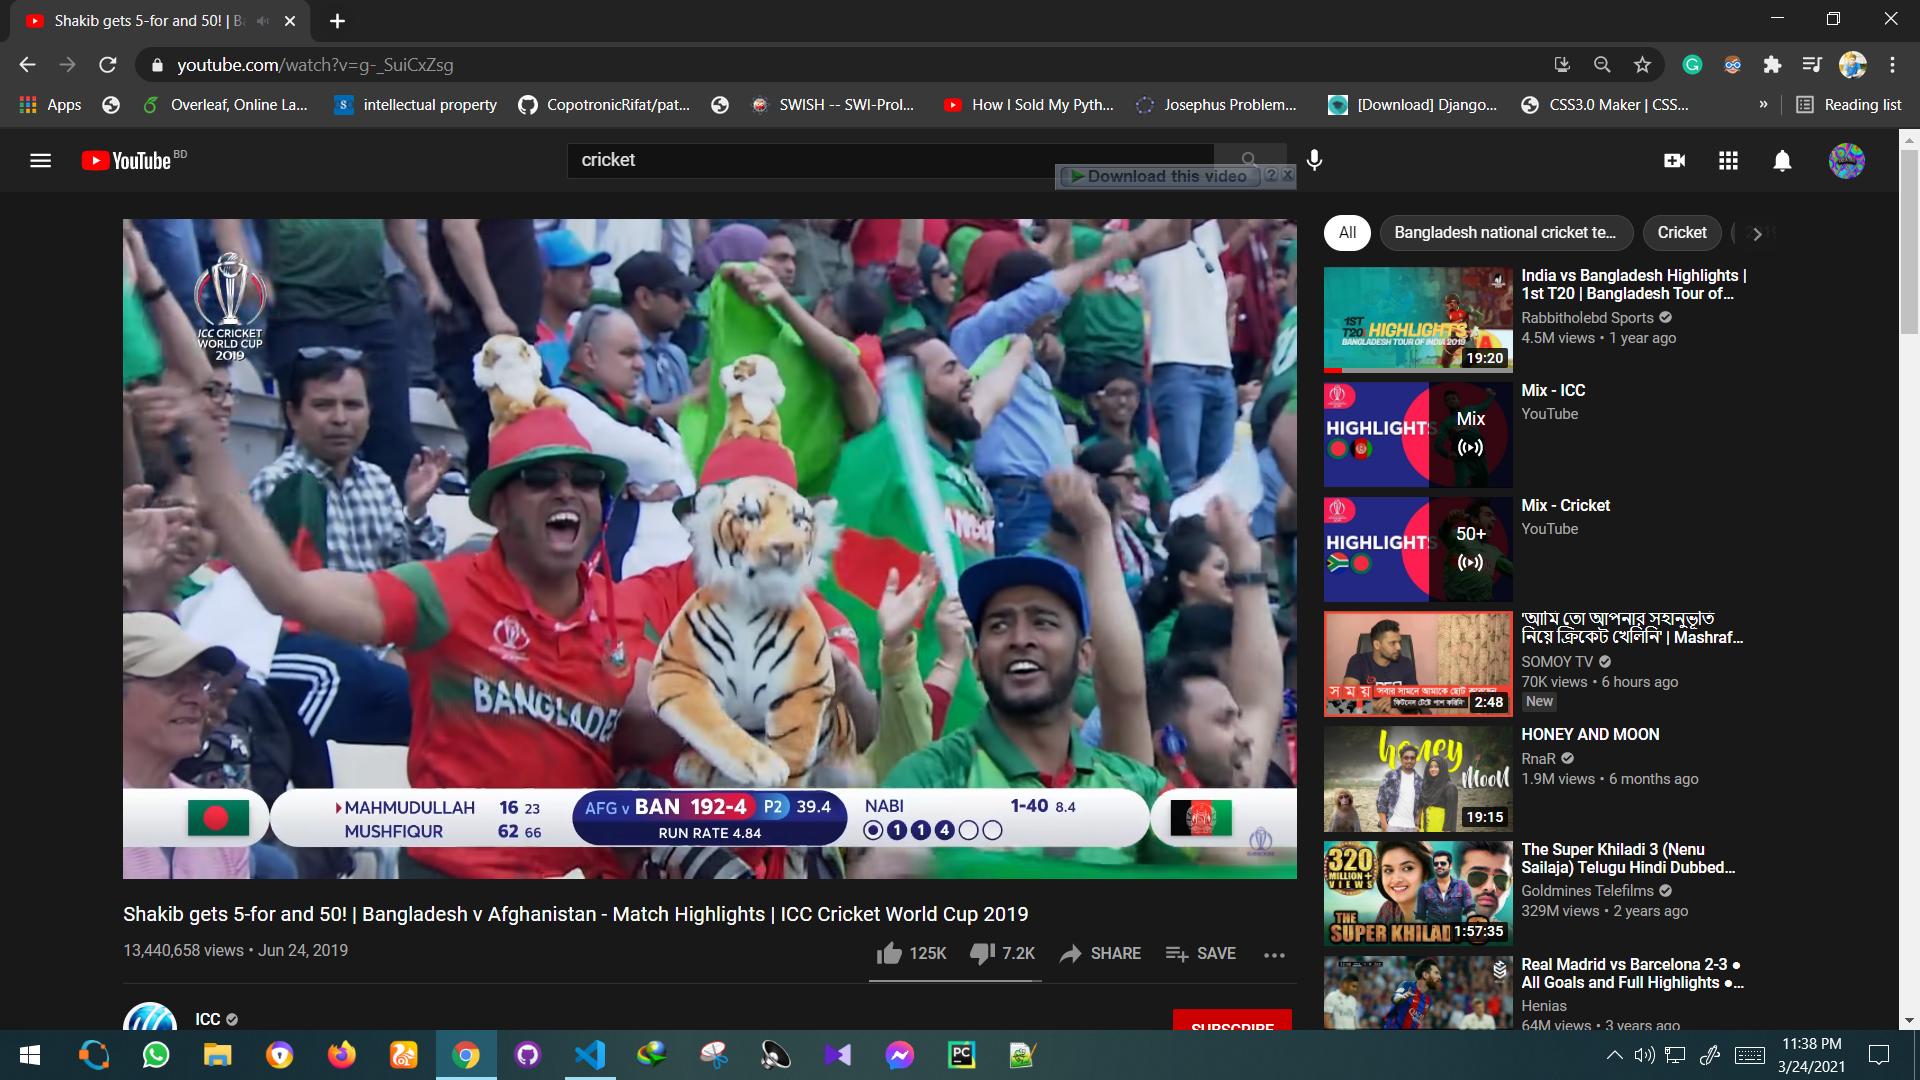 Shakib gets 5-for and 50! | B
youtube.com/watch?v=g-_SuiCxZsg
Apps
Overleaf, Online La...
intellectual property
CopotronicRifat/pat...
SWISH -- SWI-Prol...
How I Sold My Pyth...
Josephus Problem...
[Download] Django...
CSS3.0 Maker | CSS...
»
Reading list
YouTube BD
cricket
Download this video ? x
ICC CRICKET
WORLD CUP
2019
BANGLADE
MAHMUDULLAH 16 23
MUSHFIQUR 62 66
AFG v BAN 192-4 P2 39.4
RUN RATE 4.84
NABI 1-40 8.4
1 1 4
Shakib gets 5-for and 50! | Bangladesh v Afghanistan - Match Highlights | ICC Cricket World Cup 2019
13,440,658 views • Jun 24, 2019
125K
7.2K
SHARE
SAVE
ICC
SUBSCRIBE
All
Bangladesh national cricket te...
Cricket
1ST
T20 HIGHLIGHTS
BANGLADESH TOUR OF INDIA 2019
19:20
India vs Bangladesh Highlights |
1st T20 | Bangladesh Tour of...
Rabbitholebd Sports
4.5M views • 1 year ago
HIGHLIGHTS
Mix
Mix - ICC
YouTube
HIGHLIGHTS
50+
Mix - Cricket
YouTube
সময়
2:48
'আমি তো আপনার সহানুভূতি
নিয়ে ক্রিকেট খেলিনি' | Mashraf...
SOMOY TV
70K views • 6 hours ago
New
honey
MOON
19:15
HONEY AND MOON
RnaR
1.9M views • 6 months ago
320
MILLION+
VIEWS
THE
SUPER KHILADI
1:57:35
The Super Khiladi 3 (Nenu
Sailaja) Telugu Hindi Dubbed...
Goldmines Telefilms
329M views • 2 years ago
Real Madrid vs Barcelona 2-3 ●
All Goals and Full Highlights ●...
Henias
64M views • 3 years ago
PC
11:38 PM
3/24/2021